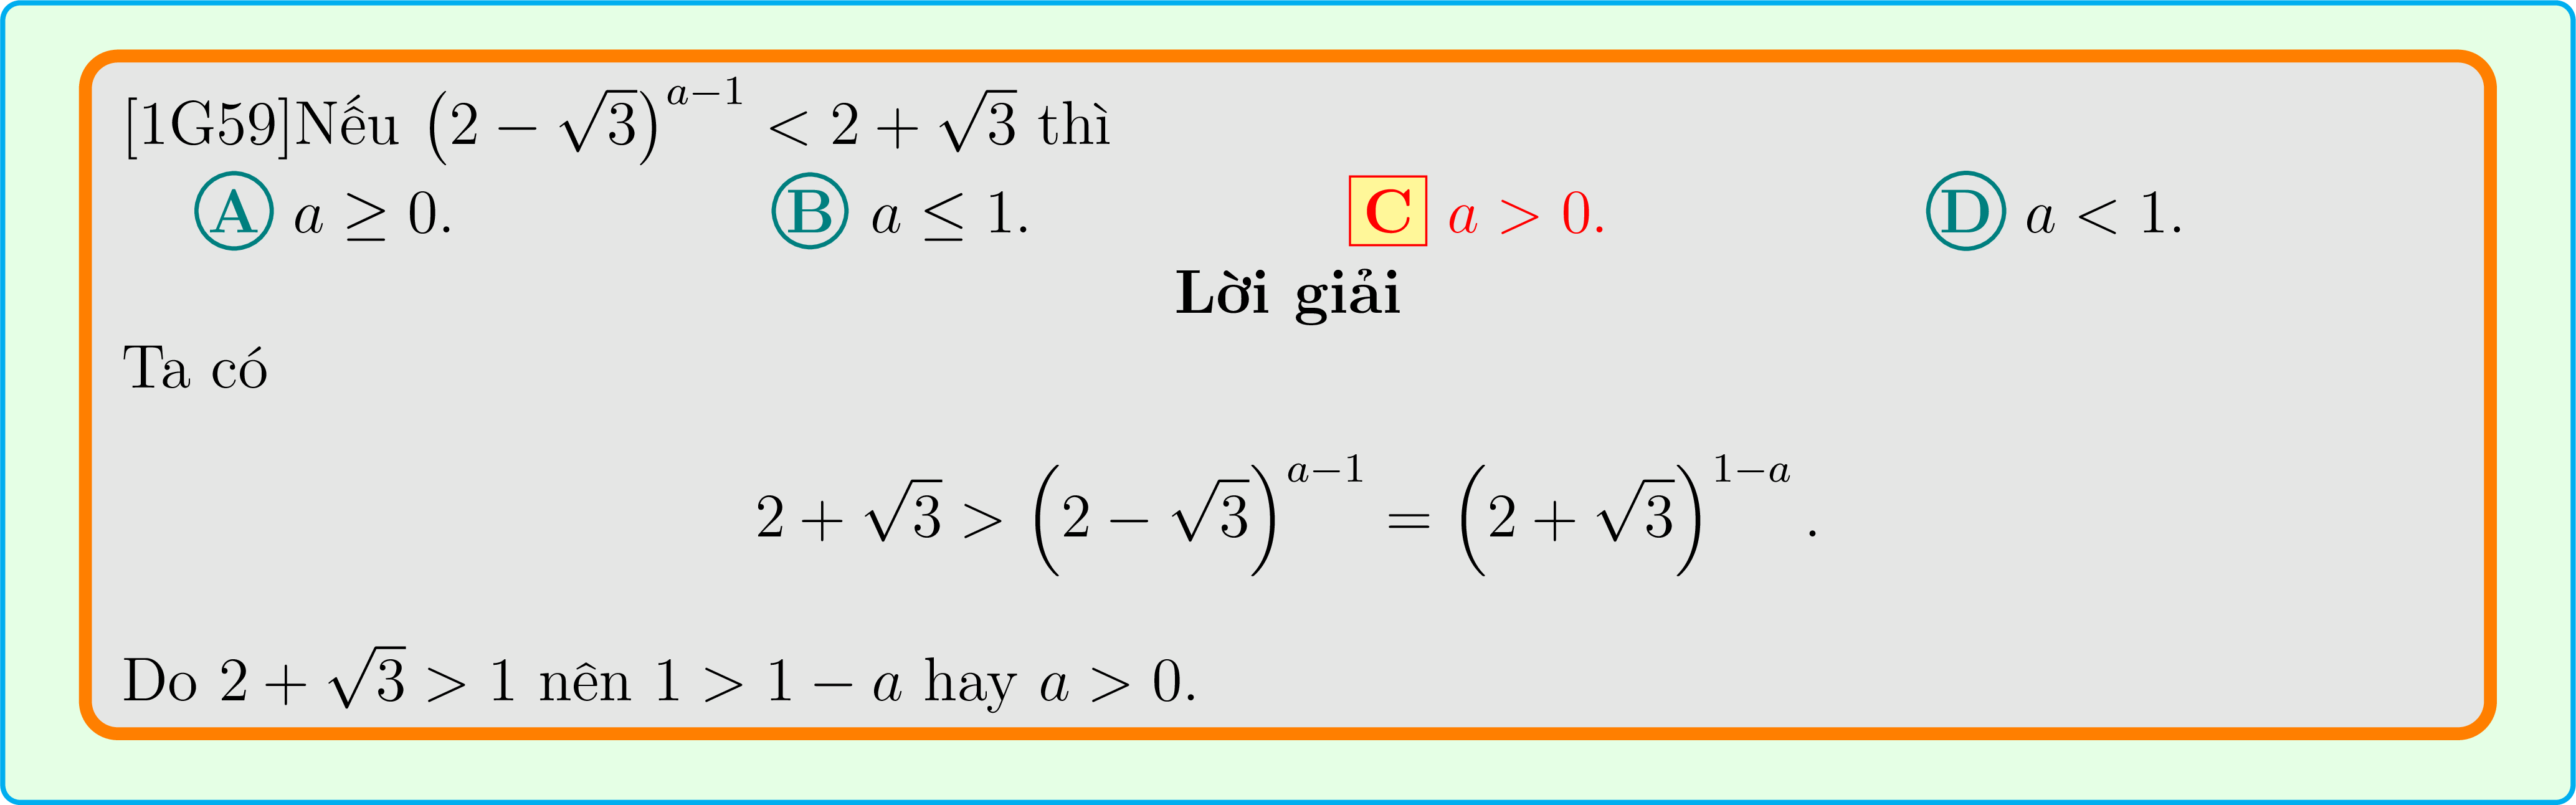 [1G59]Nếu $\left(2-\sqrt{3}\right)^{a-1} < 2+\sqrt{3}$ thì
Ⓐ $a \geq 0$. Ⓑ $a \leq 1$. C $a > 0$. Ⓓ $a < 1$.
Lời giải
Ta có
$2+\sqrt{3} > \left(2-\sqrt{3}\right)^{a-1} = \left(2+\sqrt{3}\right)^{1-a}$.
Do $2+\sqrt{3} > 1$ nên $1 > 1-a$ hay $a > 0$.